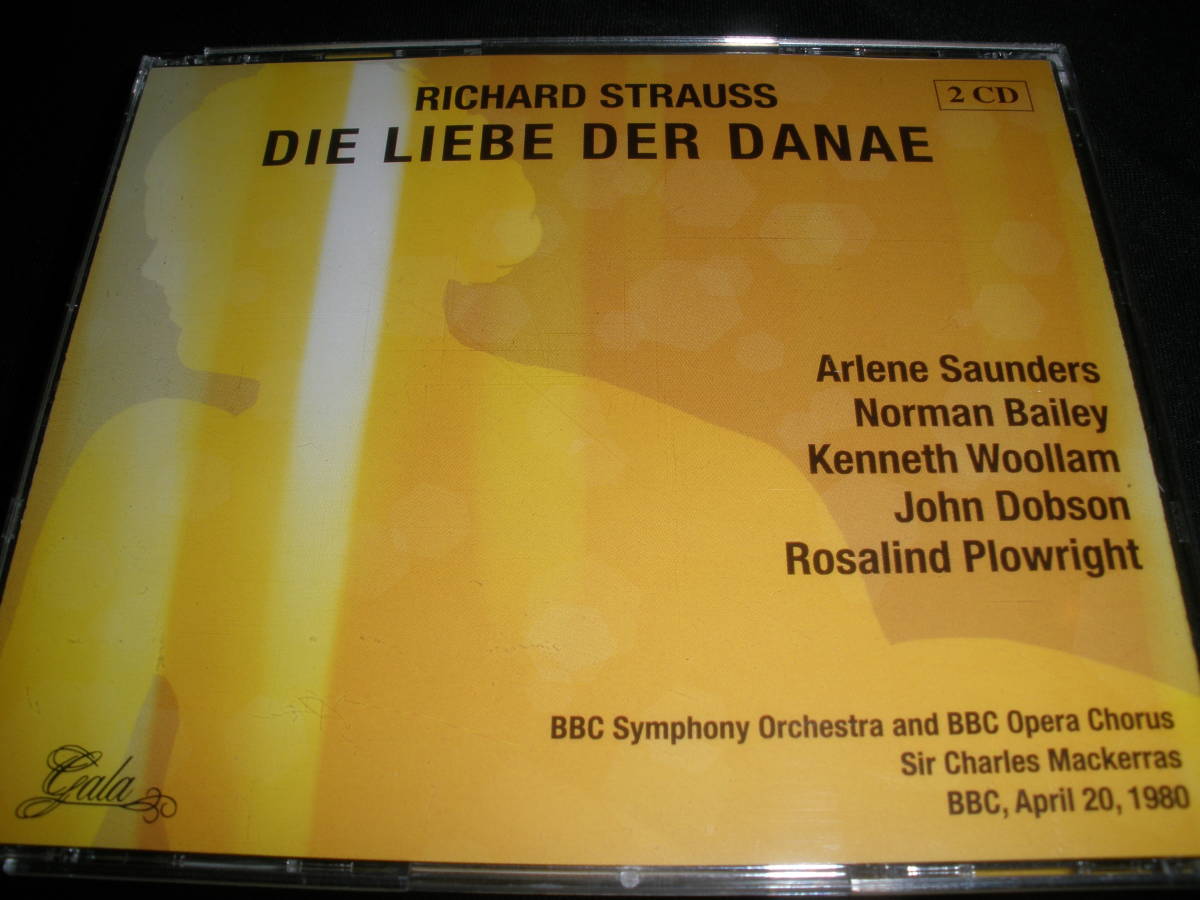 RICHARD STRAUSS
2 CD
DIE LIEBE DER DANAE
Arlene Saunders
Norman Bailey
Kenneth Woollam
John Dobson
Rosalind Plowright
BBC Symphony Orchestra and BBC Opera Chorus
Sir Charles Mackerras
BBC, April 20, 1980
Gala